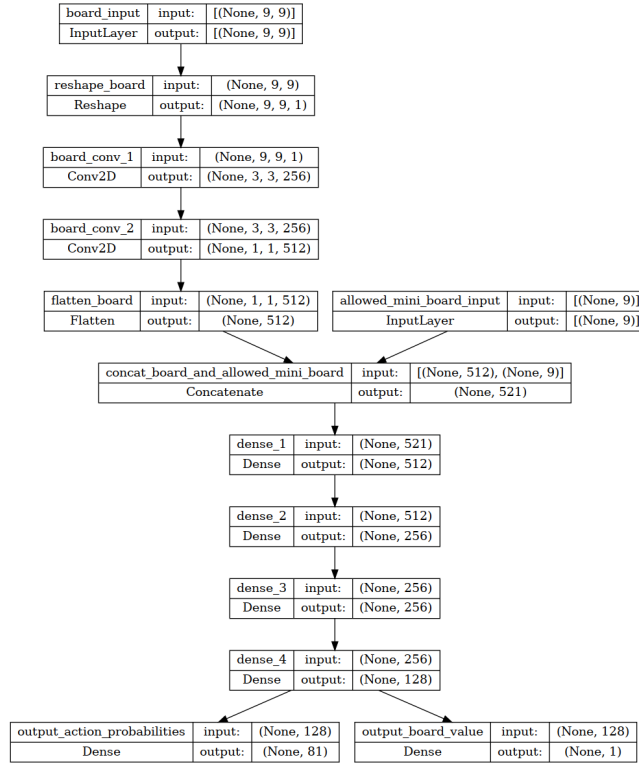 board_input input: [(None, 9, 9)]
InputLayer output: [(None, 9, 9)]
reshape_board input: (None, 9, 9)
Reshape output: (None, 9, 9, 1)
board_conv_1 input: (None, 9, 9, 1)
Conv2D output: (None, 3, 3, 256)
board_conv_2 input: (None, 3, 3, 256)
Conv2D output: (None, 1, 1, 512)
flatten_board input: (None, 1, 1, 512)
Flatten output: (None, 512)
allowed_mini_board_input input: [(None, 9)]
InputLayer output: [(None, 9)]
concat_board_and_allowed_mini_board input: [(None, 512), (None, 9)]
Concatenate output: (None, 521)
dense_1 input: (None, 521)
Dense output: (None, 512)
dense_2 input: (None, 512)
Dense output: (None, 256)
dense_3 input: (None, 256)
Dense output: (None, 256)
dense_4 input: (None, 256)
Dense output: (None, 128)
output_action_probabilities input: (None, 128)
Dense output: (None, 81)
output_board_value input: (None, 128)
Dense output: (None, 1)